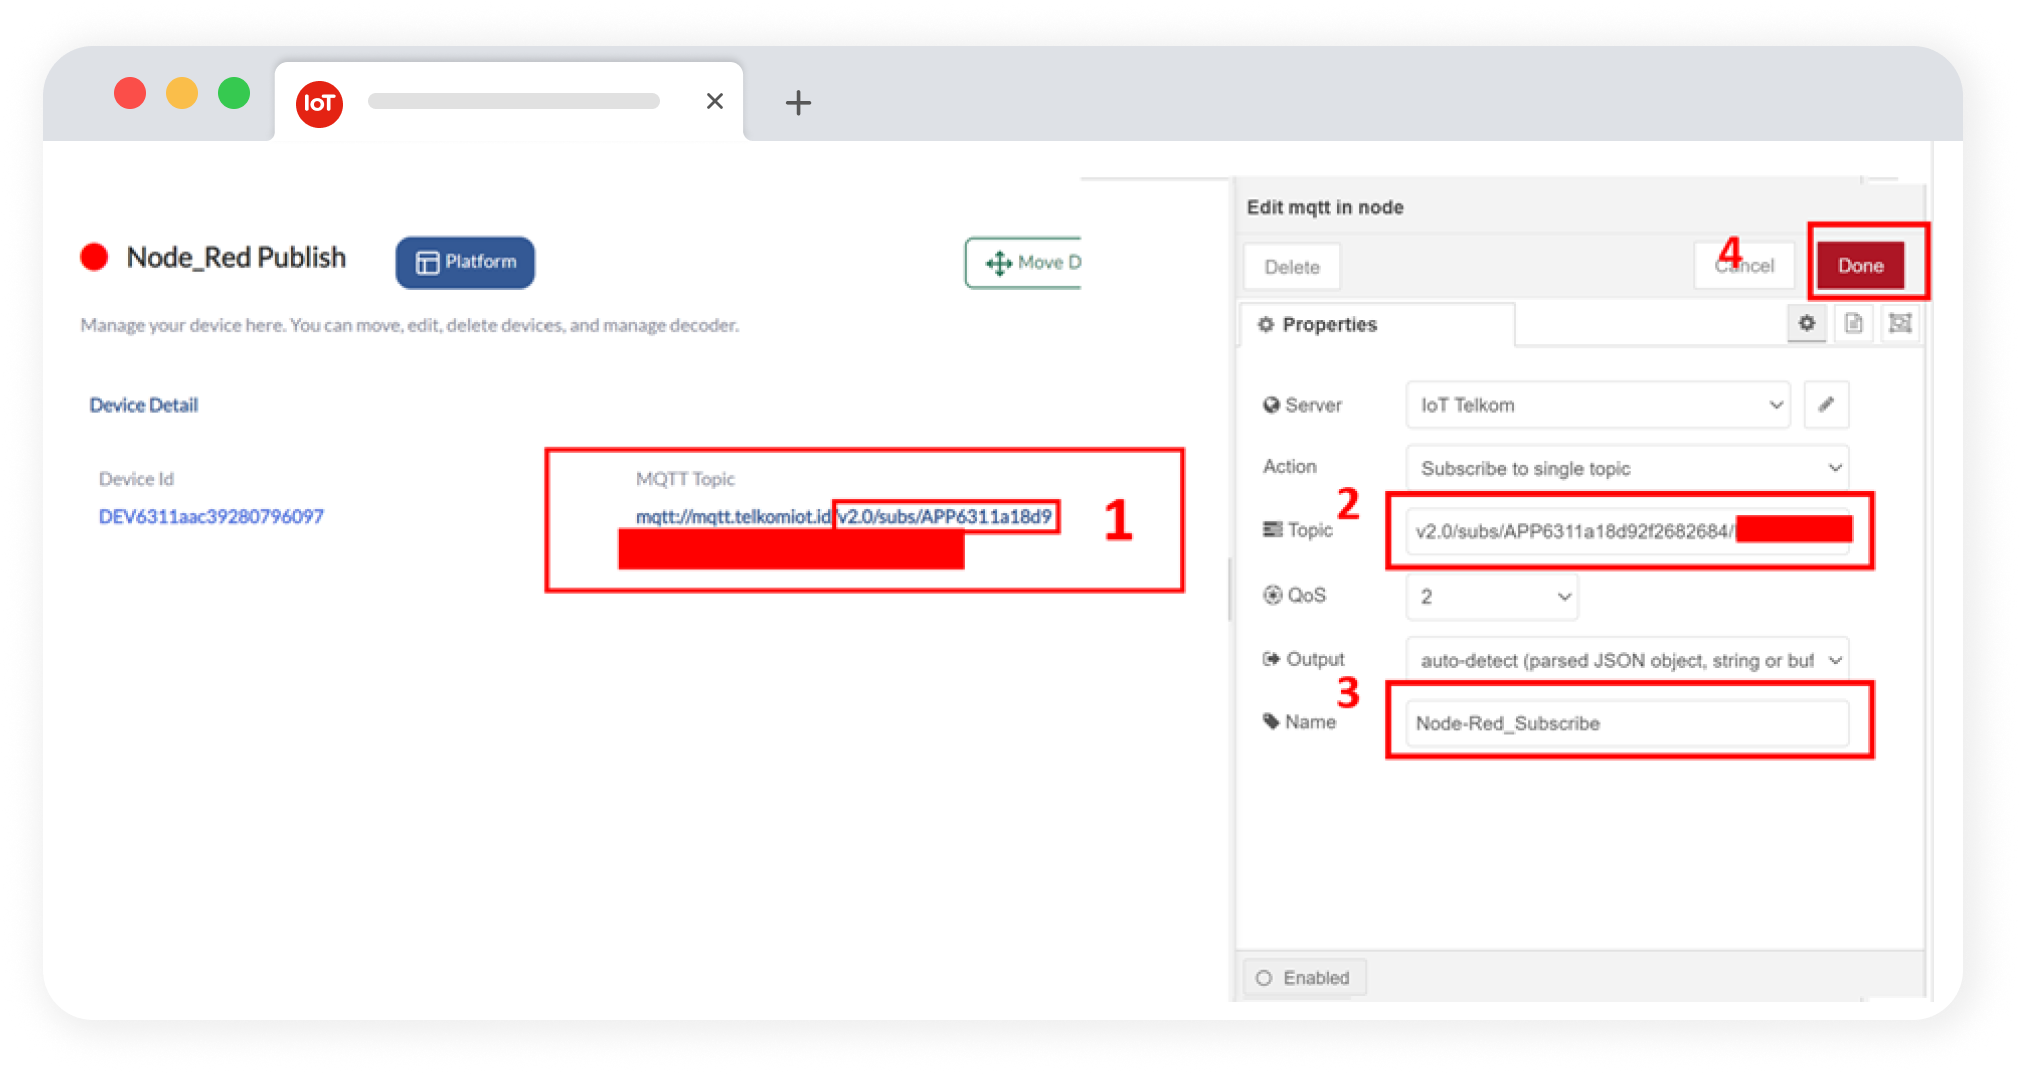 IoT
Node_Red Publish
Platform
Move D
Manage your device here. You can move, edit, delete devices, and manage decoder.
Device Detail
Device Id
DEV6311aac39280796097
MQTT Topic
mqtt://mqtt.telkomiot.id/v2.0/subs/APP6311a18d9
1
Edit mqtt in node
Delete
4
Cancel
Done
Properties
Server
IoT Telkom
Action
Subscribe to single topic
2
Topic
v2.0/subs/APP6311a18d92f2682684/
QoS
2
Output
auto-detect (parsed JSON object, string or buf
3
Name
Node-Red_Subscribe
Enabled